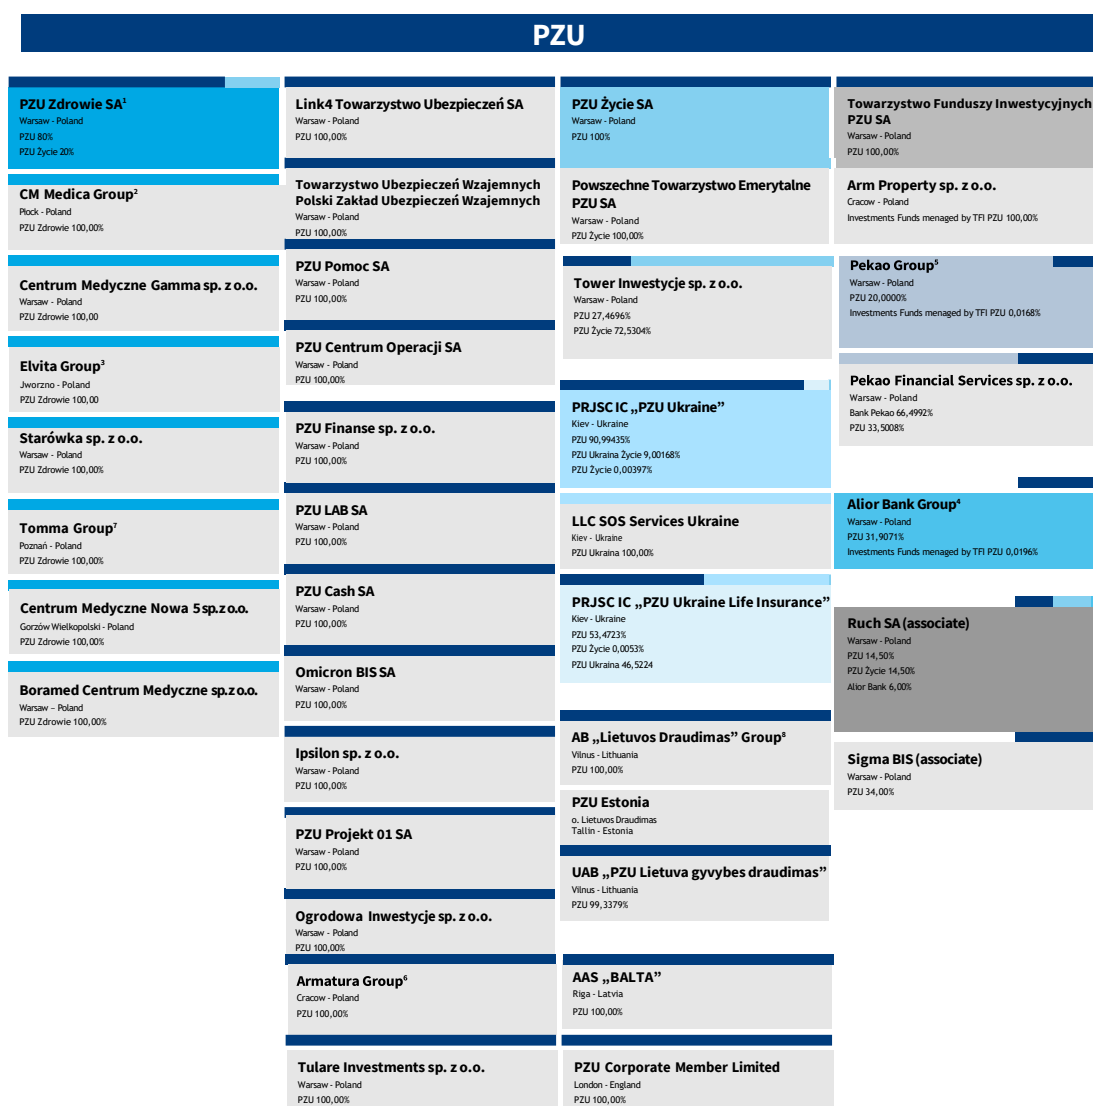 PZU
PZU Zdrowie SA¹
Warsaw - Poland
PZU 80%
PZU Życie 20%
CM Medica Group²
Płock - Poland
PZU Zdrowie 100,00%
Centrum Medyczne Gamma sp. z o.o.
Warsaw - Poland
PZU Zdrowie 100,00
Elvita Group³
Jworzno - Poland
PZU Zdrowie 100,00
Starówka sp. z o.o.
Warsaw - Poland
PZU Zdrowie 100,00%
Tomma Group⁷
Poznań - Poland
PZU Zdrowie 100,00%
Centrum Medyczne Nowa 5 sp.z o.o.
Gorzów Wielkopolski - Poland
PZU Zdrowie 100,00%
Boramed Centrum Medyczne sp.z o.o.
Warsaw – Poland
PZU Zdrowie 100,00%
Link4 Towarzystwo Ubezpieczeń SA
Warsaw - Poland
PZU 100,00%
Towarzystwo Ubezpieczeń Wzajemnych
Polski Zakład Ubezpieczeń Wzajemnych
Warsaw - Poland
PZU 100,00%
PZU Pomoc SA
Warsaw - Poland
PZU 100,00%
PZU Centrum Operacji SA
Warsaw - Poland
PZU 100,00%
PZU Finanse sp. z o.o.
Warsaw - Poland
PZU 100,00%
PZU LAB SA
Warsaw - Poland
PZU 100,00%
PZU Cash SA
Warsaw - Poland
PZU 100,00%
Omicron BIS SA
Warsaw - Poland
PZU 100,00%
Ipsilon sp. z o.o.
Warsaw - Poland
PZU 100,00%
PZU Projekt 01 SA
Warsaw - Poland
PZU 100,00%
Ogrodowa Inwestycje sp. z o.o.
Warsaw - Poland
PZU 100,00%
Armatura Group⁶
Cracow - Poland
PZU 100,00%
Tulare Investments sp. z o.o.
Warsaw - Poland
PZU 100,00%
PZU Życie SA
Warsaw - Poland
PZU 100%
Powszechne Towarzystwo Emerytalne
PZU SA
Warsaw - Poland
PZU Życie 100,00%
Tower Inwestycje sp. z o.o.
Warsaw - Poland
PZU 27,4696%
PZU Życie 72,5304%
PRJSC IC „PZU Ukraine”
Kiev - Ukraine
PZU 90,99435%
PZU Ukraina Życie 9,00168%
PZU Życie 0,00397%
LLC SOS Services Ukraine
Kiev - Ukraine
PZU Ukraina 100,00%
PRJSC IC „PZU Ukraine Life Insurance”
Kiev - Ukraine
PZU 53,4723%
PZU Życie 0,0053%
PZU Ukraina 46,5224
AB „Lietuvos Draudimas” Group⁸
Vilnus - Lithuania
PZU 100,00%
PZU Estonia
o. Lietuvos Draudimas
Tallin - Estonia
UAB „PZU Lietuva gyvybes draudimas”
Vilnus - Lithuania
PZU 99,3379%
AAS „BALTA”
Riga - Latvia
PZU 100,00%
PZU Corporate Member Limited
London - England
PZU 100,00%
Towarzystwo Funduszy Inwestycyjnych
PZU SA
Warsaw - Poland
PZU 100,00%
Arm Property sp. z o.o.
Cracow - Poland
Investments Funds menaged by TFI PZU 100,00%
Pekao Group⁵
Warsaw - Poland
PZU 20,0000%
Investments Funds menaged by TFI PZU 0,0168%
Pekao Financial Services sp. z o.o.
Warsaw - Poland
Bank Pekao 66,4992%
PZU 33,5008%
Alior Bank Group⁴
Warsaw - Poland
PZU 31,9071%
Investments Funds menaged by TFI PZU 0,0196%
Ruch SA (associate)
Warsaw - Poland
PZU 14,50%
PZU Życie 14,50%
Alior Bank 6,00%
Sigma BIS (associate)
Warsaw - Poland
PZU 34,00%